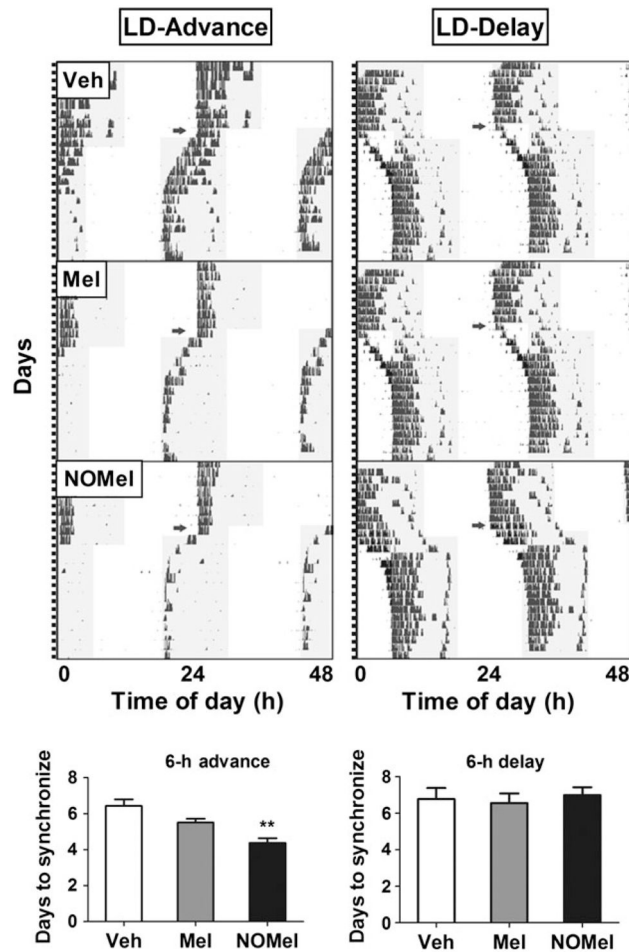 LD-Advance
LD-Delay
Veh
Mel
NOMel
Days
0 24 48
Time of day (h)
0 24 48
Time of day (h)
6-h advance
Days to synchronize
8
6
4
2
0
**
Veh Mel NOMel
6-h delay
Days to synchronize
8
6
4
2
0
Veh Mel NOMel